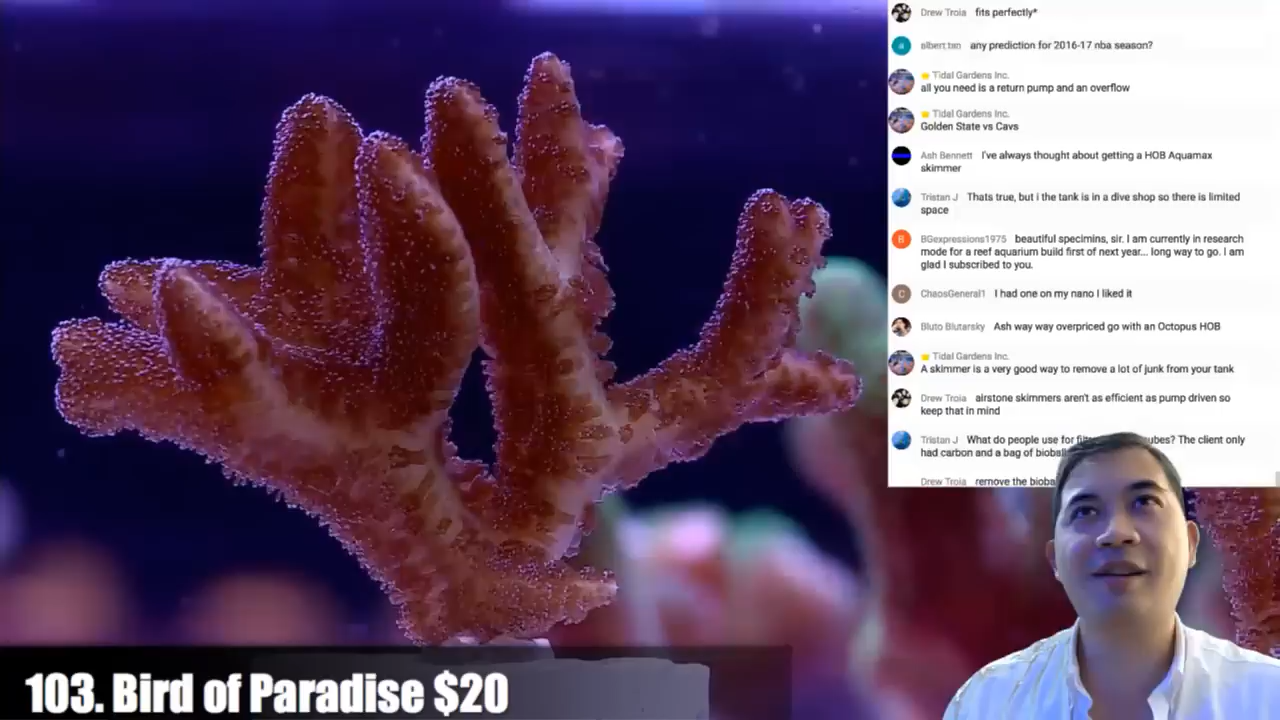 Drew Troia fits perfectly*
albert tan any prediction for 2016-17 nba season?
Tidal Gardens Inc.
all you need is a return pump and an overflow
Tidal Gardens Inc.
Golden State vs Cavs
Ash Bennett I've always thought about getting a HOB Aquamax
skimmer
Tristan J Thats true, but i the tank is in a dive shop so there is limited
space
BGexpressions1975 beautiful specimins, sir. I am currently in research
mode for a reef aquarium build first of next year... long way to go. I am
glad I subscribed to you.
ChaosGeneral1 I had one on my nano I liked it
Bluto Blutarsky Ash way way overpriced go with an Octopus HOB
Tidal Gardens Inc.
A skimmer is a very good way to remove a lot of junk from your tank
Drew Troia airstone skimmers aren't as efficient as pump driven so
keep that in mind
Tristan J What do people use for The client only
had carbon and a bag of
Drew Troia remove the
103. Bird of Paradise $20